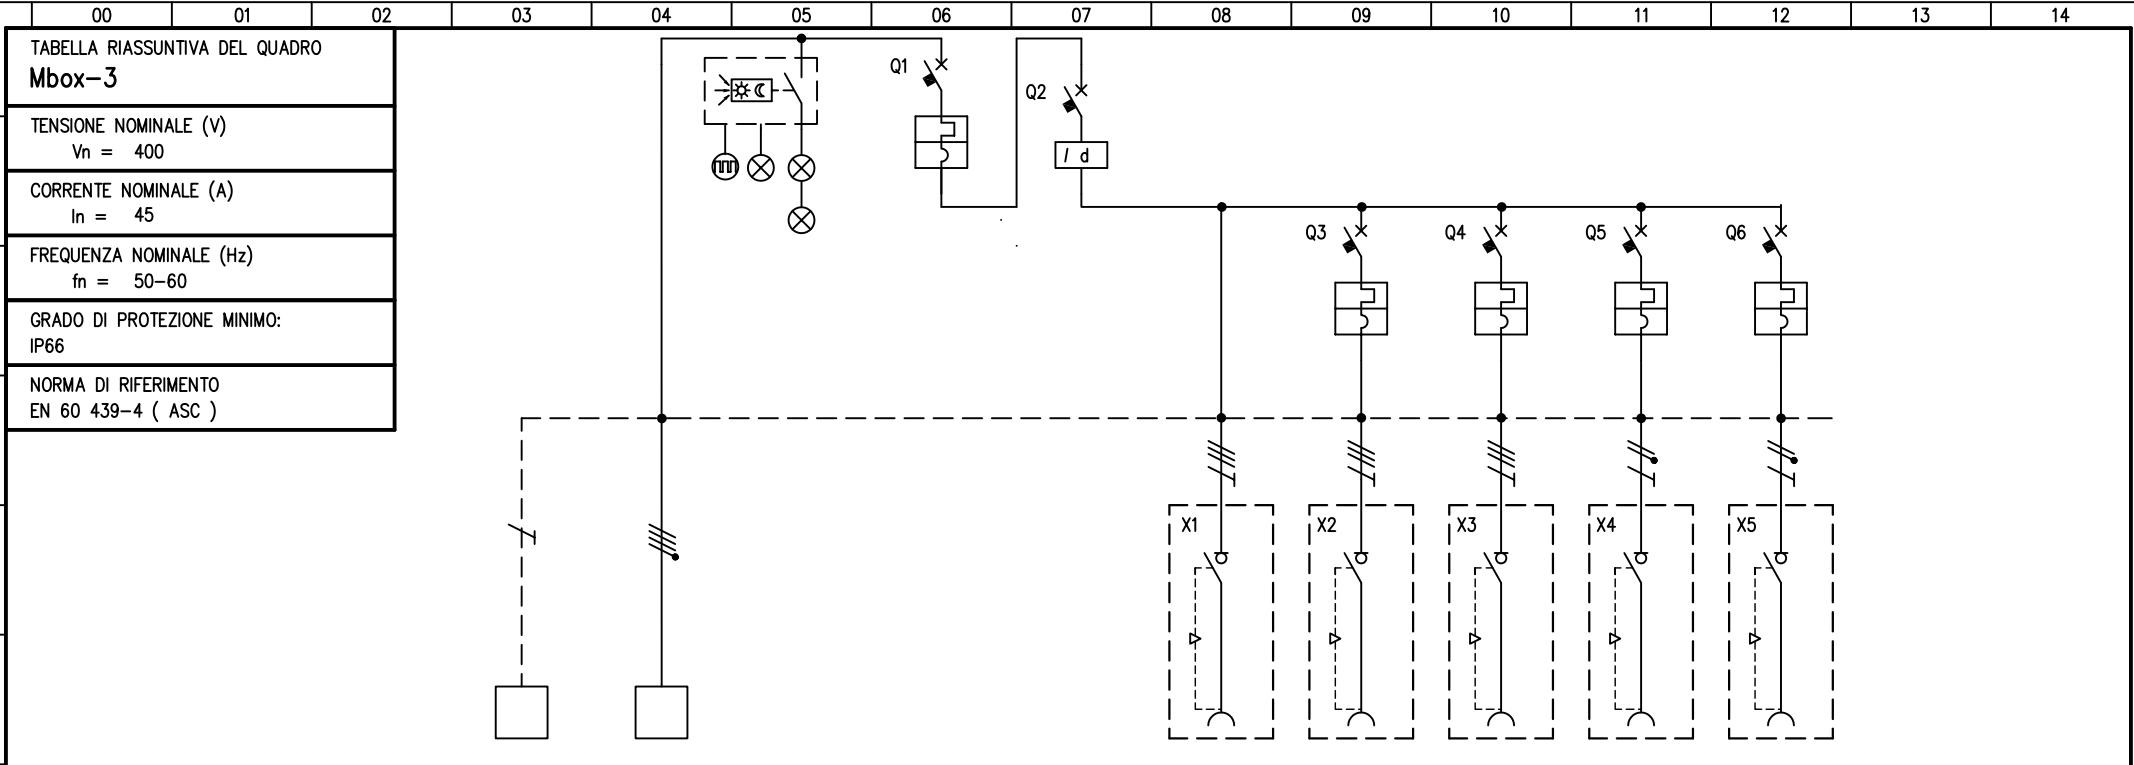 00 01 02 03 04 05 06 07 08 09 10 11 12 13 14
TABELLA RIASSUNTIVA DEL QUADRO
Mbox-3
TENSIONE NOMINALE (V)
Vn = 400
CORRENTE NOMINALE (A)
In = 45
FREQUENZA NOMINALE (Hz)
fn = 50-60
GRADO DI PROTEZIONE MINIMO:
IP66
NORMA DI RIFERIMENTO
EN 60 439-4 ( ASC )
Q1
Q2
I d
Q3 Q4 Q5 Q6
X1 X2 X3 X4 X5